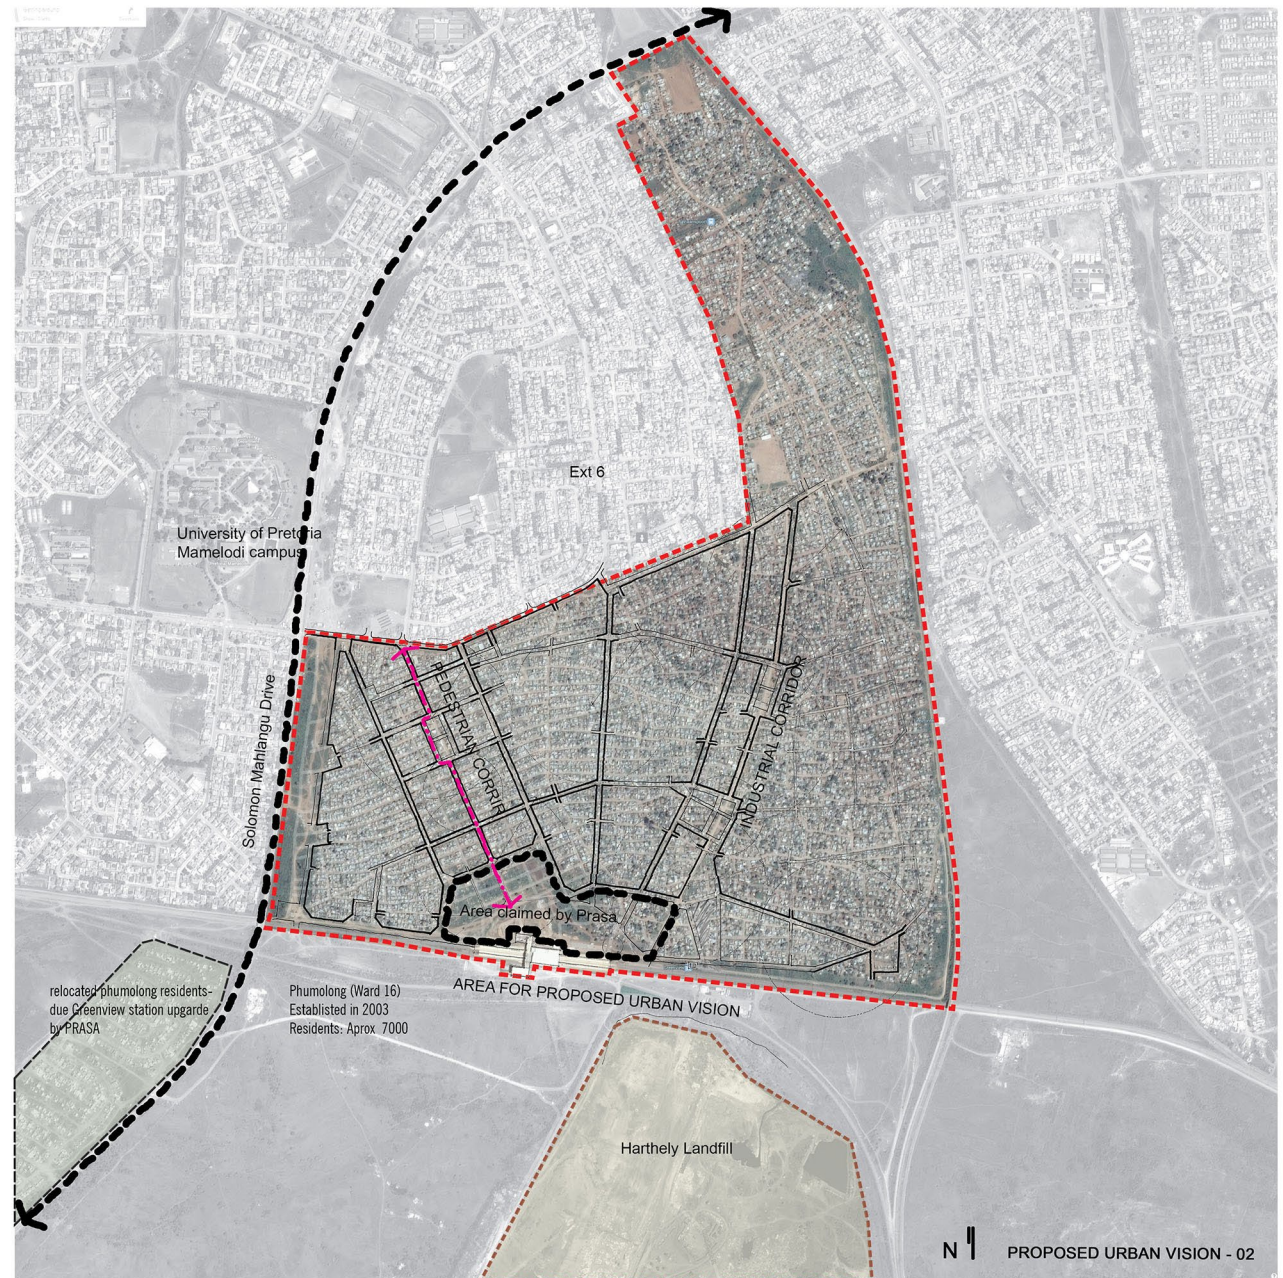 Ext 6
University of Pretoria
Mamelodi campus
PEDESTRIAN CORRIR
INDUSTRIAL CORRIDOR
Solomon Mahlangu Drive
Area claimed by Prasa
AREA FOR PROPOSED URBAN VISION
relocated phumolong residents-
due Greenview station upgarde
by PRASA
Phumolong (Ward 16)
Establisted in 2003
Residents: Aprox 7000
Harthely Landfill
N
PROPOSED URBAN VISION - 02